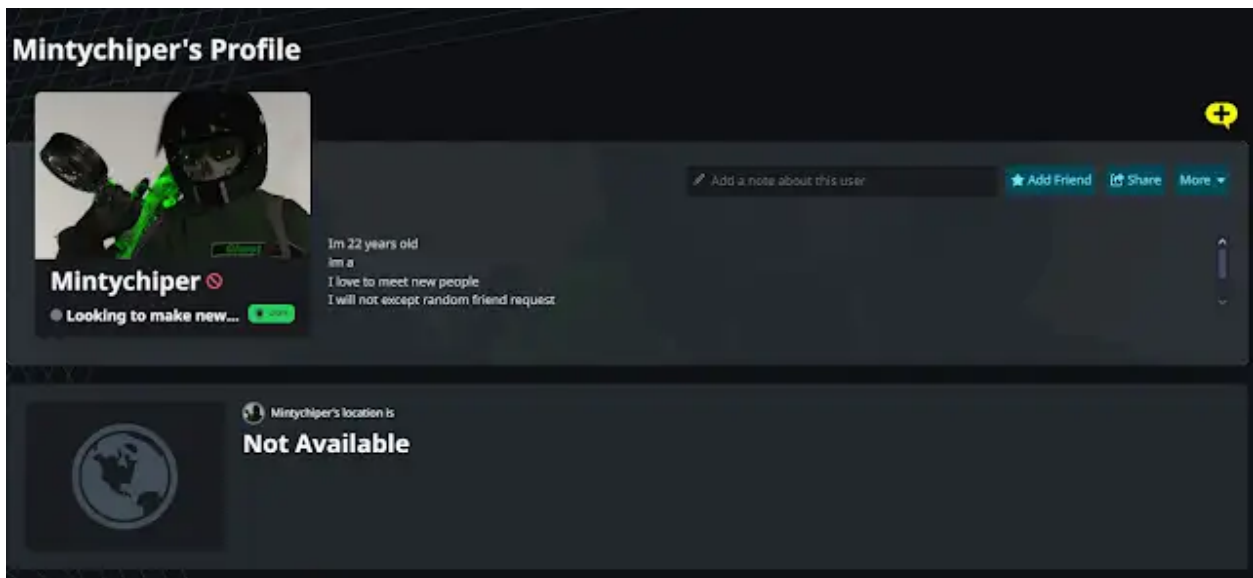 Mintychiper's Profile
Add a note about this user
Add Friend
Share
More
Im 22 years old
im a
I love to meet new people
I will not except random friend request
Mintychiper
Looking to make new...
Mintychiper's location is
Not Available